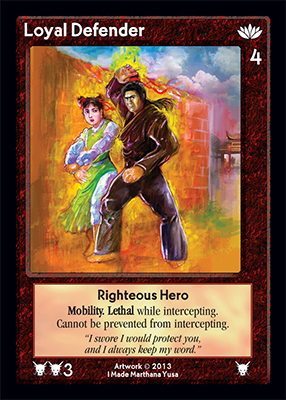 Loyal Defender
4
Righteous Hero
Mobility. Lethal while intercepting.
Cannot be prevented from intercepting.
"I swore I would protect you,
and I always keep my word."
3
Artwork © 2013
I Made Marthana Yusa